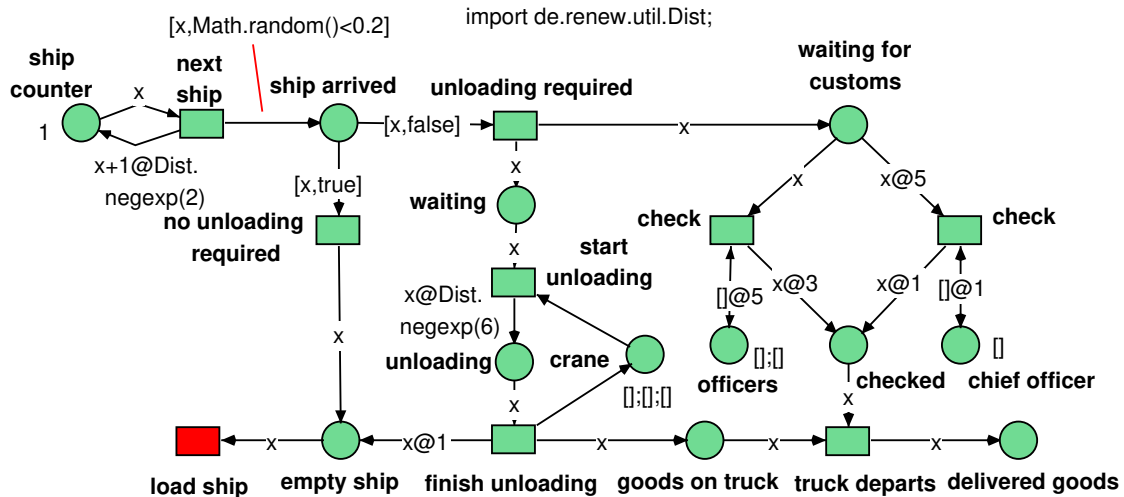 import de.renew.util.Dist;
[x,Math.random()<0.2]
ship
counter
next
ship
ship arrived
unloading required
waiting for
customs
x
1
[x,false]
x
x+1@Dist.
negexp(2)
[x,true]
x
x
x@5
no unloading
required
waiting
check
check
x
start
unloading
x@Dist.
negexp(6)
[]@5
x@3
x@1
[]@1
x
unloading
crane
[];[];[]
[];[]
[]
officers
checked
chief officer
x
x
x
x@1
x
x
x
load ship
empty ship
finish unloading
goods on truck
truck departs
delivered goods